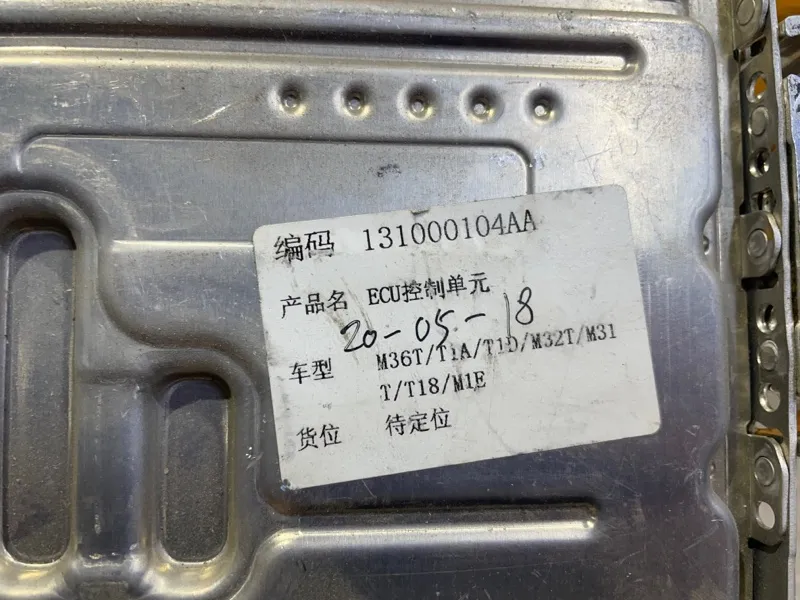 编码 131000104AA
产品名 ECU控制单元
20-05-18
车型 M36T/T1A/T1D/M32T/M31
T/T18/M1E
货位 待定位